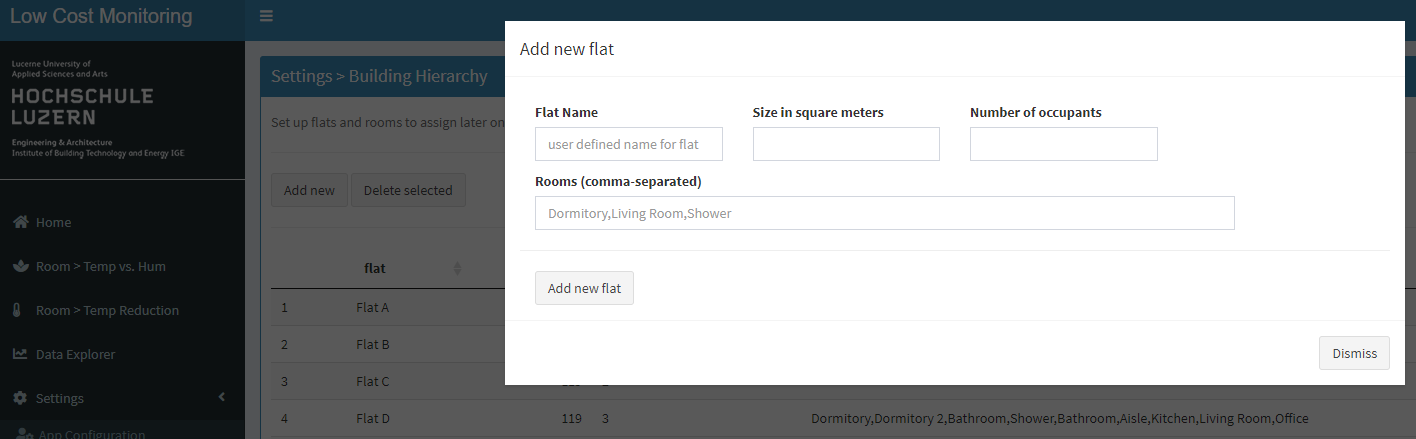 Low Cost Monitoring
Lucerne University of
Applied Sciences and Arts
HOCHSCHULE
LUZERN
Engineering & Architecture
Institute of Building Technology and Energy IGE
Home
Room > Temp vs. Hum
Room > Temp Reduction
Data Explorer
Settings
App Configuration
Settings > Building Hierarchy
Set up flats and rooms to assign later on
Add new
Delete selected
flat
1 Flat A
2 Flat B
3 Flat C
4 Flat D 119 3 Dormitory,Dormitory 2,Bathroom,Shower,Bathroom,Aisle,Kitchen,Living Room,Office
Add new flat
Flat Name
Size in square meters
Number of occupants
user defined name for flat
Rooms (comma-separated)
Dormitory,Living Room,Shower
Add new flat
Dismiss